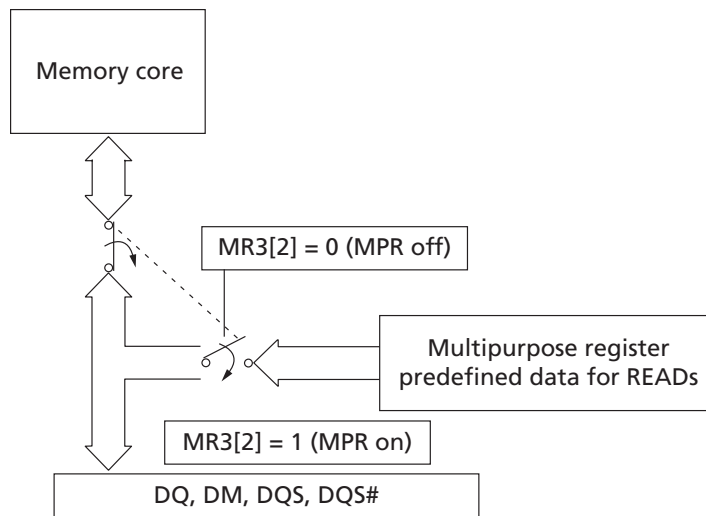 Memory core
MR3[2] = 0 (MPR off)
Multipurpose register
predefined data for READs
MR3[2] = 1 (MPR on)
DQ, DM, DQS, DQS#